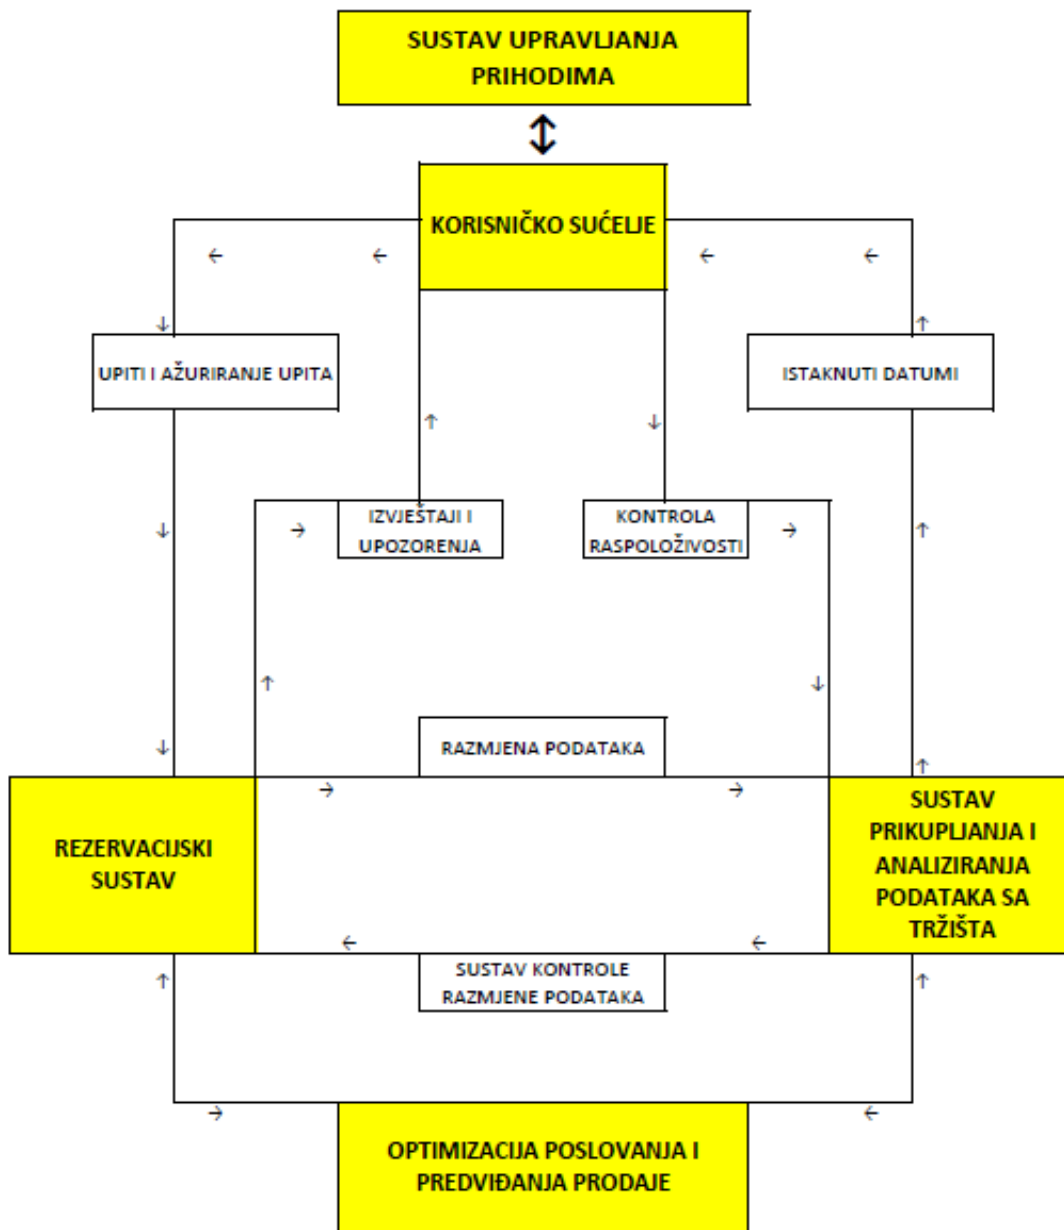 SUSTAV UPRAVLJANJA
PRIHODIMA
KORISNIČKO SUĆELJE
UPITI I AŽURIRANJE UPITA
ISTAKNUTI DATUMI
IZVJEŠTAJI I
UPOZORENJA
KONTROLA
RASPOLOŽIVOSTI
RAZMJENA PODATAKA
REZERVACIJSKI
SUSTAV
SUSTAV
PRIKUPLJANJA I
ANALIZIRANJA
PODATAKA SA
TRŽIŠTA
SUSTAV KONTROLE
RAZMJENE PODATAKA
OPTIMIZACIJA POSLOVANJA I
PREDVIĐANJA PRODAJE